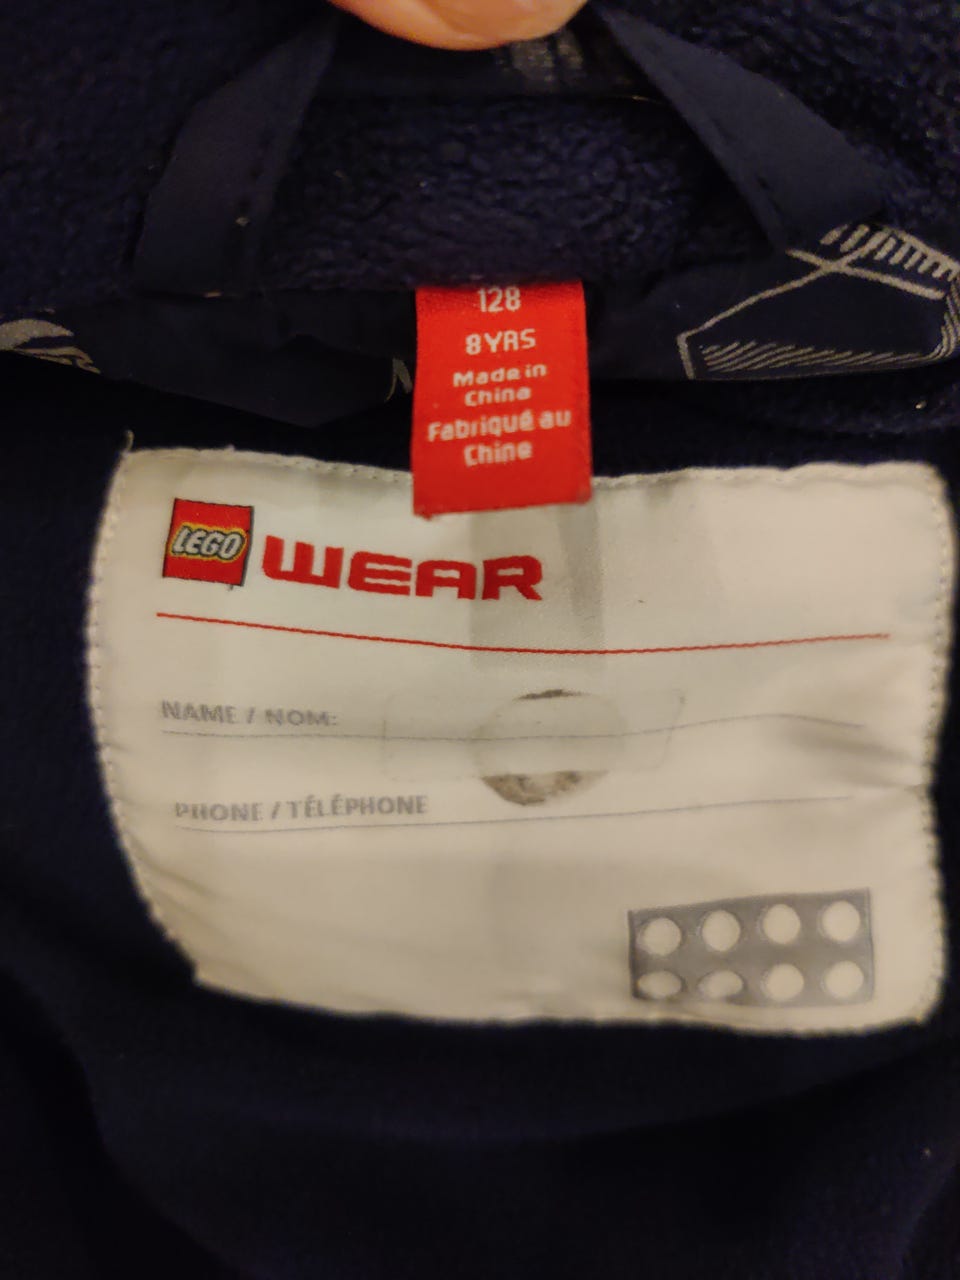 128
8YRS
Made in
China
Fabriqué au
Chine
LEGO WEAR
NAME / NOM:
PHONE / TÉLÉPHONE